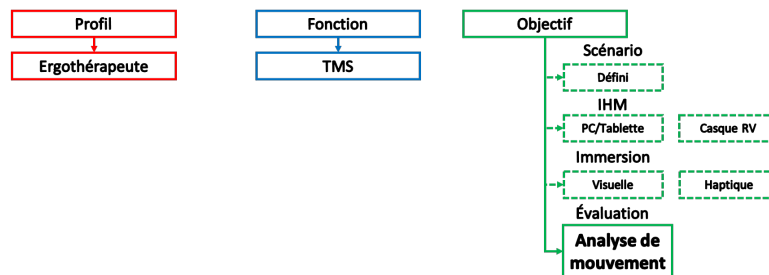 Profil
Ergothérapeute
Fonction
TMS
Objectif
Scénario
Défini
IHM
PC/Tablette
Casque RV
Immersion
Visuelle
Haptique
Évaluation
Analyse de
mouvement